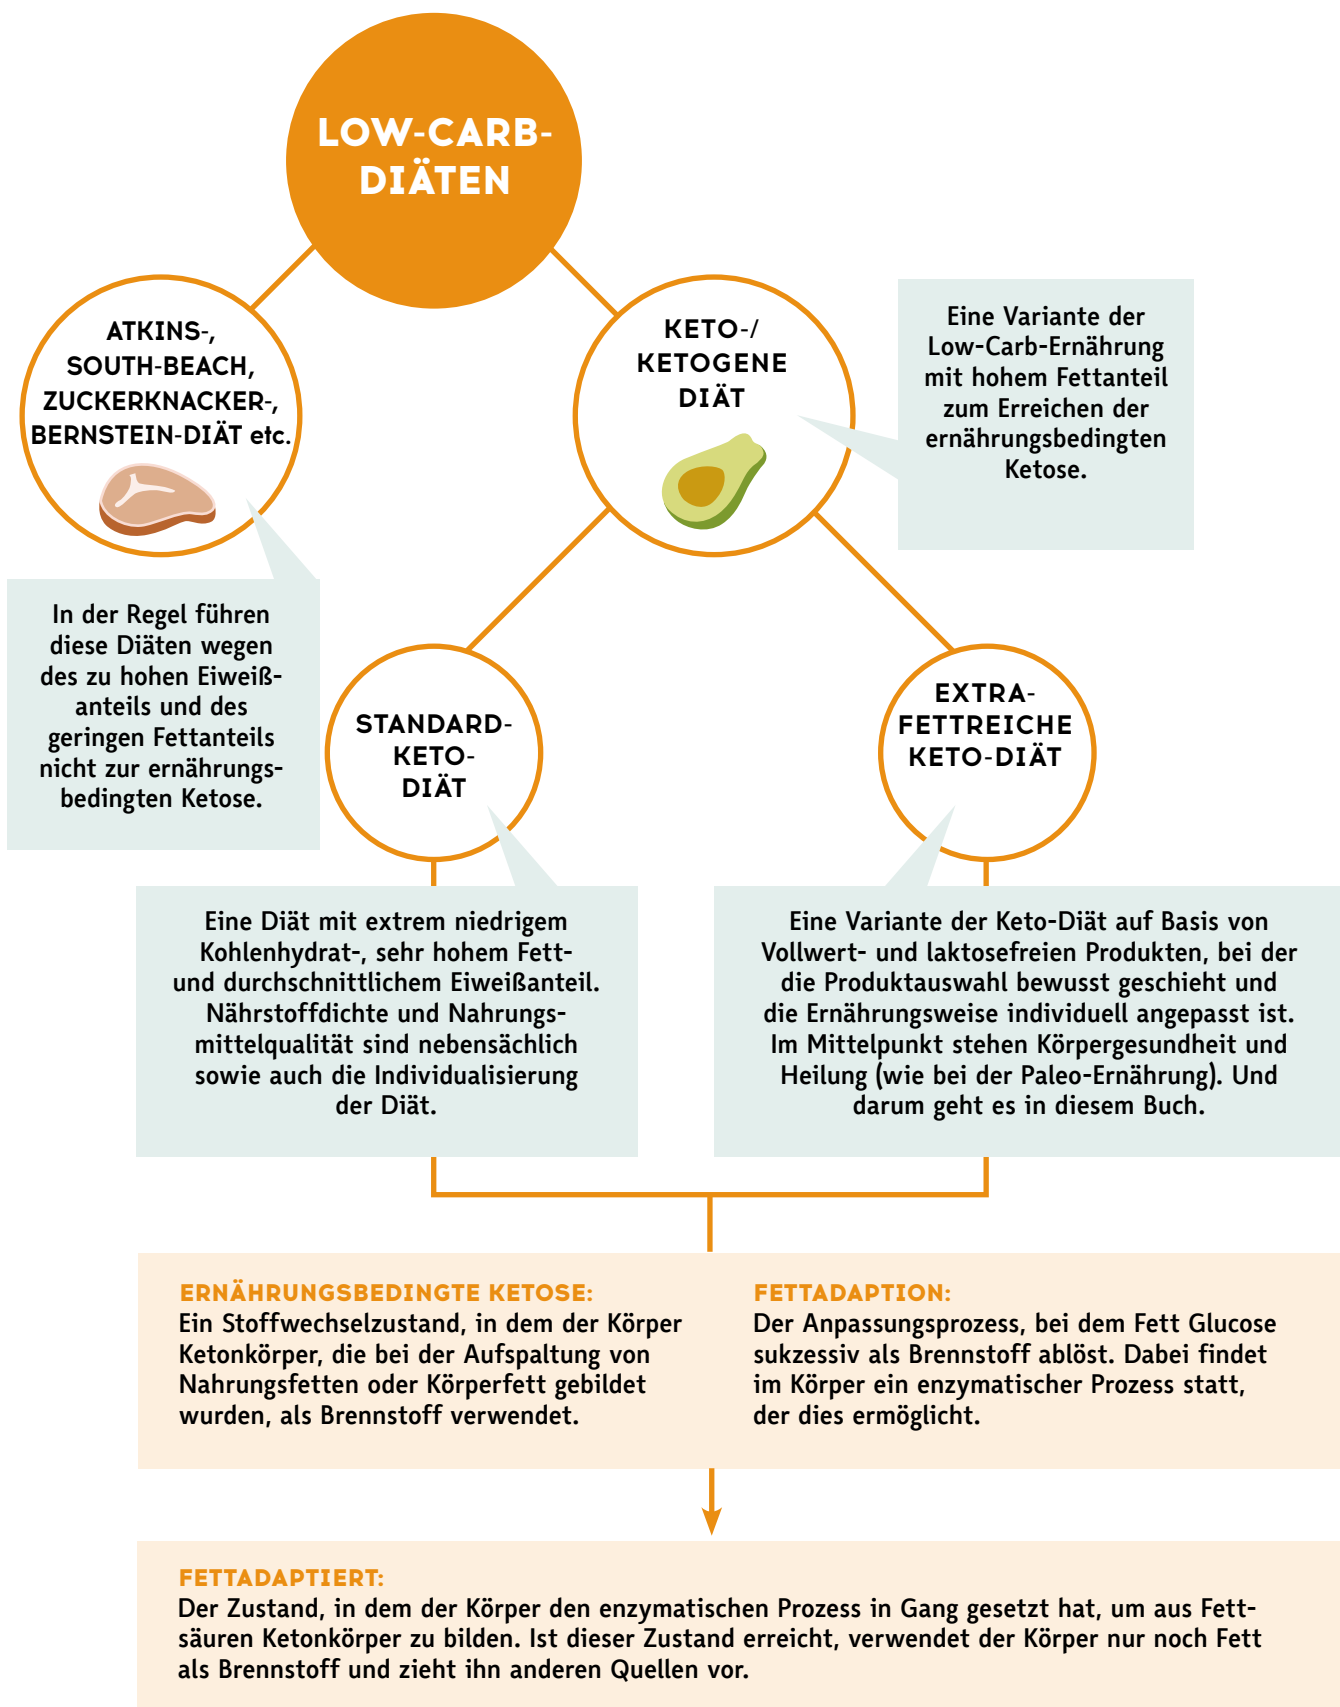 LOW-CARB-
DIÄTEN
ATKINS-,
SOUTH-BEACH,
ZUCKERKNACKER-,
BERNSTEIN-DIÄT etc.
KETO-/
KETOGENE
DIÄT
Eine Variante der
Low-Carb-Ernährung
mit hohem Fettanteil
zum Erreichen der
ernährungsbedingten
Ketose.
In der Regel führen
diese Diäten wegen
des zu hohen Eiweiß-
anteils und des
geringen Fettanteils
nicht zur ernährungs-
bedingten Ketose.
STANDARD-
KETO-
DIÄT
EXTRA-
FETTREICHE
KETO-DIÄT
Eine Diät mit extrem niedrigem
Kohlenhydrat-, sehr hohem Fett-
und durchschnittlichem Eiweißanteil.
Nährstoffdichte und Nahrungs-
mittelqualität sind nebensächlich
sowie auch die Individualisierung
der Diät.
Eine Variante der Keto-Diät auf Basis von
Vollwert- und laktosefreien Produkten, bei der
die Produktauswahl bewusst geschieht und
die Ernährungsweise individuell angepasst ist.
Im Mittelpunkt stehen Körpergesundheit und
Heilung (wie bei der Paleo-Ernährung). Und
darum geht es in diesem Buch.
ERNÄHRUNGSBEDINGTE KETOSE:
Ein Stoffwechselzustand, in dem der Körper
Ketonkörper, die bei der Aufspaltung von
Nahrungsfetten oder Körperfett gebildet
wurden, als Brennstoff verwendet.
FETTADAPTION:
Der Anpassungsprozess, bei dem Fett Glucose
sukzessiv als Brennstoff ablöst. Dabei findet
im Körper ein enzymatischer Prozess statt,
der dies ermöglicht.
FETTADAPTIERT:
Der Zustand, in dem der Körper den enzymatischen Prozess in Gang gesetzt hat, um aus Fett-
säuren Ketonkörper zu bilden. Ist dieser Zustand erreicht, verwendet der Körper nur noch Fett
als Brennstoff und zieht ihn anderen Quellen vor.